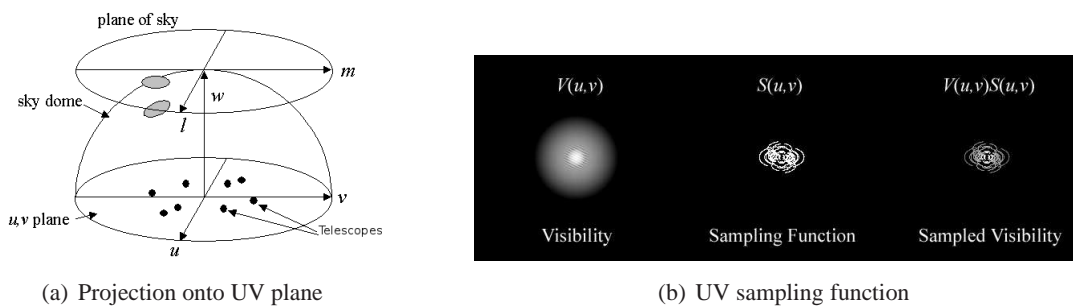 plane of sky
m
w
sky dome
l
v
u,v plane
Telescopes
u
(a) Projection onto UV plane
V(u,v) S(u,v) V(u,v)S(u,v)
Visibility Sampling Function Sampled Visibility
(b) UV sampling function